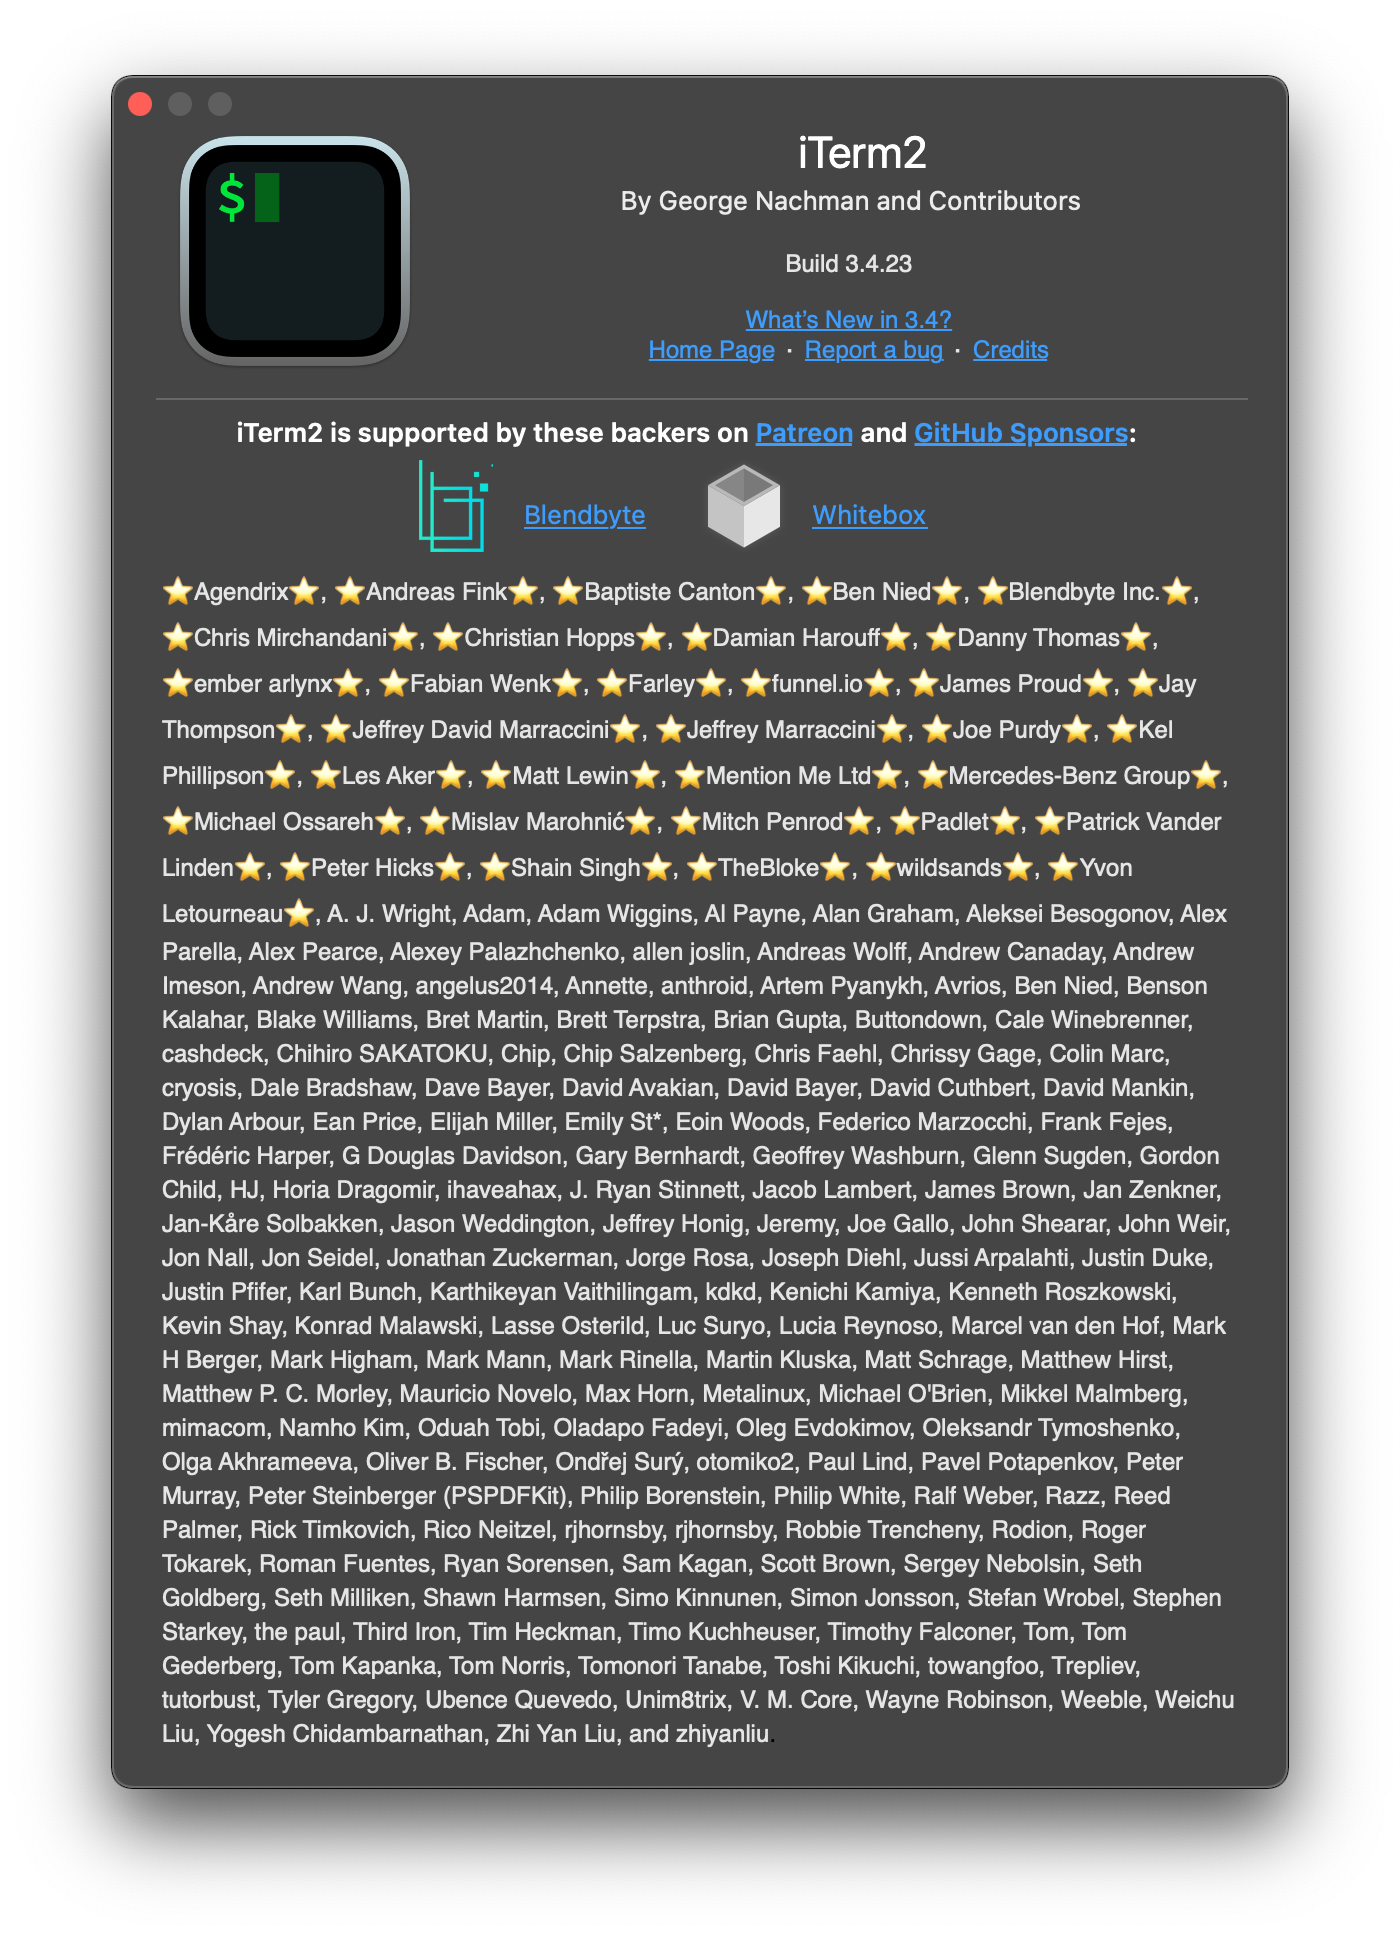 $
iTerm2
By George Nachman and Contributors
Build 3.4.23
What's New in 3.4?
Home Page · Report a bug · Credits
iTerm2 is supported by these backers on Patreon and GitHub Sponsors:
Blendbyte Whitebox
⭐Agendrix⭐, ⭐Andreas Fink⭐, ⭐Baptiste Canton⭐, ⭐Ben Nied⭐, ⭐Blendbyte Inc.⭐,
⭐Chris Mirchandani⭐, ⭐Christian Hopps⭐, ⭐Damian Harouff⭐, ⭐Danny Thomas⭐,
⭐ember arlynx⭐, ⭐Fabian Wenk⭐, ⭐Farley⭐, ⭐funnel.io⭐, ⭐James Proud⭐, ⭐Jay
Thompson⭐, ⭐Jeffrey David Marraccini⭐, ⭐Jeffrey Marraccini⭐, ⭐Joe Purdy⭐, ⭐Kel
Phillipson⭐, ⭐Les Aker⭐, ⭐Matt Lewin⭐, ⭐Mention Me Ltd⭐, ⭐Mercedes-Benz Group⭐,
⭐Michael Ossareh⭐, ⭐Mislav Marohnić⭐, ⭐Mitch Penrod⭐, ⭐Padlet⭐, ⭐Patrick Vander
Linden⭐, ⭐Peter Hicks⭐, ⭐Shain Singh⭐, ⭐TheBloke⭐, ⭐wildsands⭐, ⭐Yvon
Letourneau⭐, A. J. Wright, Adam, Adam Wiggins, Al Payne, Alan Graham, Aleksei Besogonov, Alex
Parella, Alex Pearce, Alexey Palazhchenko, allen joslin, Andreas Wolff, Andrew Canaday, Andrew
Imeson, Andrew Wang, angelus2014, Annette, anthroid, Artem Pyanykh, Avrios, Ben Nied, Benson
Kalahar, Blake Williams, Bret Martin, Brett Terpstra, Brian Gupta, Buttondown, Cale Winebrenner,
cashdeck, Chihiro SAKATOKU, Chip, Chip Salzenberg, Chris Faehl, Chrissy Gage, Colin Marc,
cryosis, Dale Bradshaw, Dave Bayer, David Avakian, David Bayer, David Cuthbert, David Mankin,
Dylan Arbour, Ean Price, Elijah Miller, Emily St*, Eoin Woods, Federico Marzocchi, Frank Fejes,
Frédéric Harper, G Douglas Davidson, Gary Bernhardt, Geoffrey Washburn, Glenn Sugden, Gordon
Child, HJ, Horia Dragomir, ihaveahax, J. Ryan Stinnett, Jacob Lambert, James Brown, Jan Zenkner,
Jan-Kåre Solbakken, Jason Weddington, Jeffrey Honig, Jeremy, Joe Gallo, John Shearar, John Weir,
Jon Nall, Jon Seidel, Jonathan Zuckerman, Jorge Rosa, Joseph Diehl, Jussi Arpalahti, Justin Duke,
Justin Pfifer, Karl Bunch, Karthikeyan Vaithilingam, kdkd, Kenichi Kamiya, Kenneth Roszkowski,
Kevin Shay, Konrad Malawski, Lasse Osterild, Luc Suryo, Lucia Reynoso, Marcel van den Hof, Mark
H Berger, Mark Higham, Mark Mann, Mark Rinella, Martin Kluska, Matt Schrage, Matthew Hirst,
Matthew P. C. Morley, Mauricio Novelo, Max Horn, Metalinux, Michael O'Brien, Mikkel Malmberg,
mimacom, Namho Kim, Oduah Tobi, Oladapo Fadeyi, Oleg Evdokimov, Oleksandr Tymoshenko,
Olga Akhrameeva, Oliver B. Fischer, Ondřej Surý, otomiko2, Paul Lind, Pavel Potapenkov, Peter
Murray, Peter Steinberger (PSPDFKit), Philip Borenstein, Philip White, Ralf Weber, Razz, Reed
Palmer, Rick Timkovich, Rico Neitzel, rjhornsby, rjhornsby, Robbie Trencheny, Rodion, Roger
Tokarek, Roman Fuentes, Ryan Sorensen, Sam Kagan, Scott Brown, Sergey Nebolsin, Seth
Goldberg, Seth Milliken, Shawn Harmsen, Simo Kinnunen, Simon Jonsson, Stefan Wrobel, Stephen
Starkey, the paul, Third Iron, Tim Heckman, Timo Kuchheuser, Timothy Falconer, Tom, Tom
Gederberg, Tom Kapanka, Tom Norris, Tomonori Tanabe, Toshi Kikuchi, towangfoo, Trepliev,
tutorbust, Tyler Gregory, Ubence Quevedo, Unim8trix, V. M. Core, Wayne Robinson, Weeble, Weichu
Liu, Yogesh Chidambarnathan, Zhi Yan Liu, and zhiyanliu.